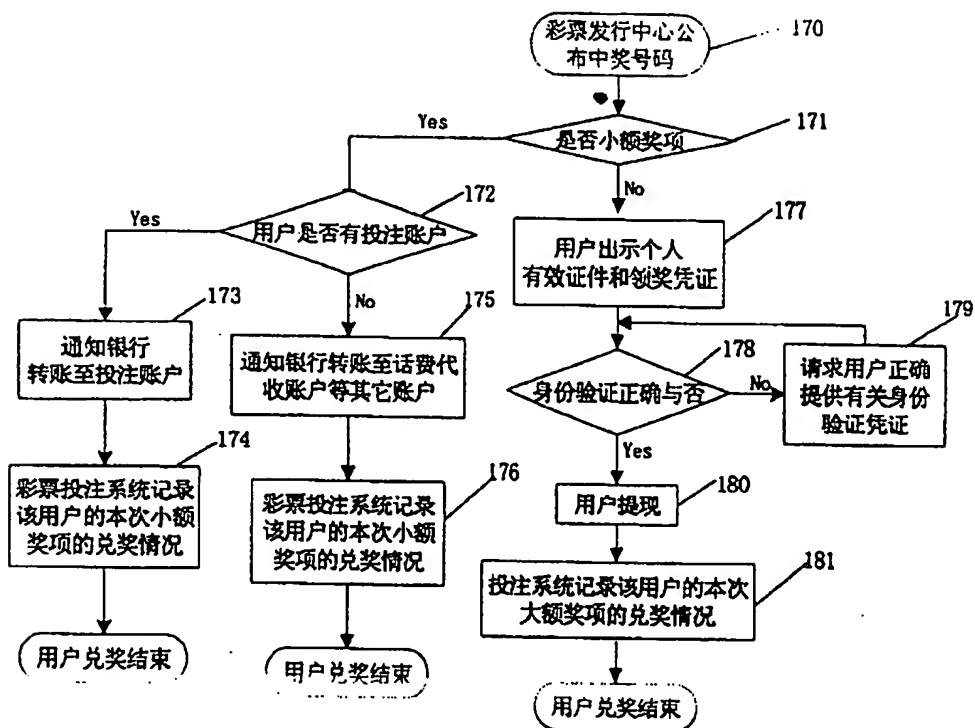 彩票发行中心公
布中奖号码
170
Yes
是否小额奖项
171
No
172
Yes
用户是否有投注账户
177
用户出示个人
有效证件和领奖凭证
173
No
175
179
通知银行
转账至投注账户
通知银行转账至话费代
收账户等其它账户
178
身份验证正确与否
No
请求用户正确
提供有关身份
验证凭证
174
Yes
彩票投注系统记录
该用户的本次小额
奖项的兑奖情况
176
彩票投注系统记录
该用户的本次小额
奖项的兑奖情况
用户提现
180
181
投注系统记录该用户的本次
大额奖项的兑奖情况
用户兑奖结束
用户兑奖结束
用户兑奖结束